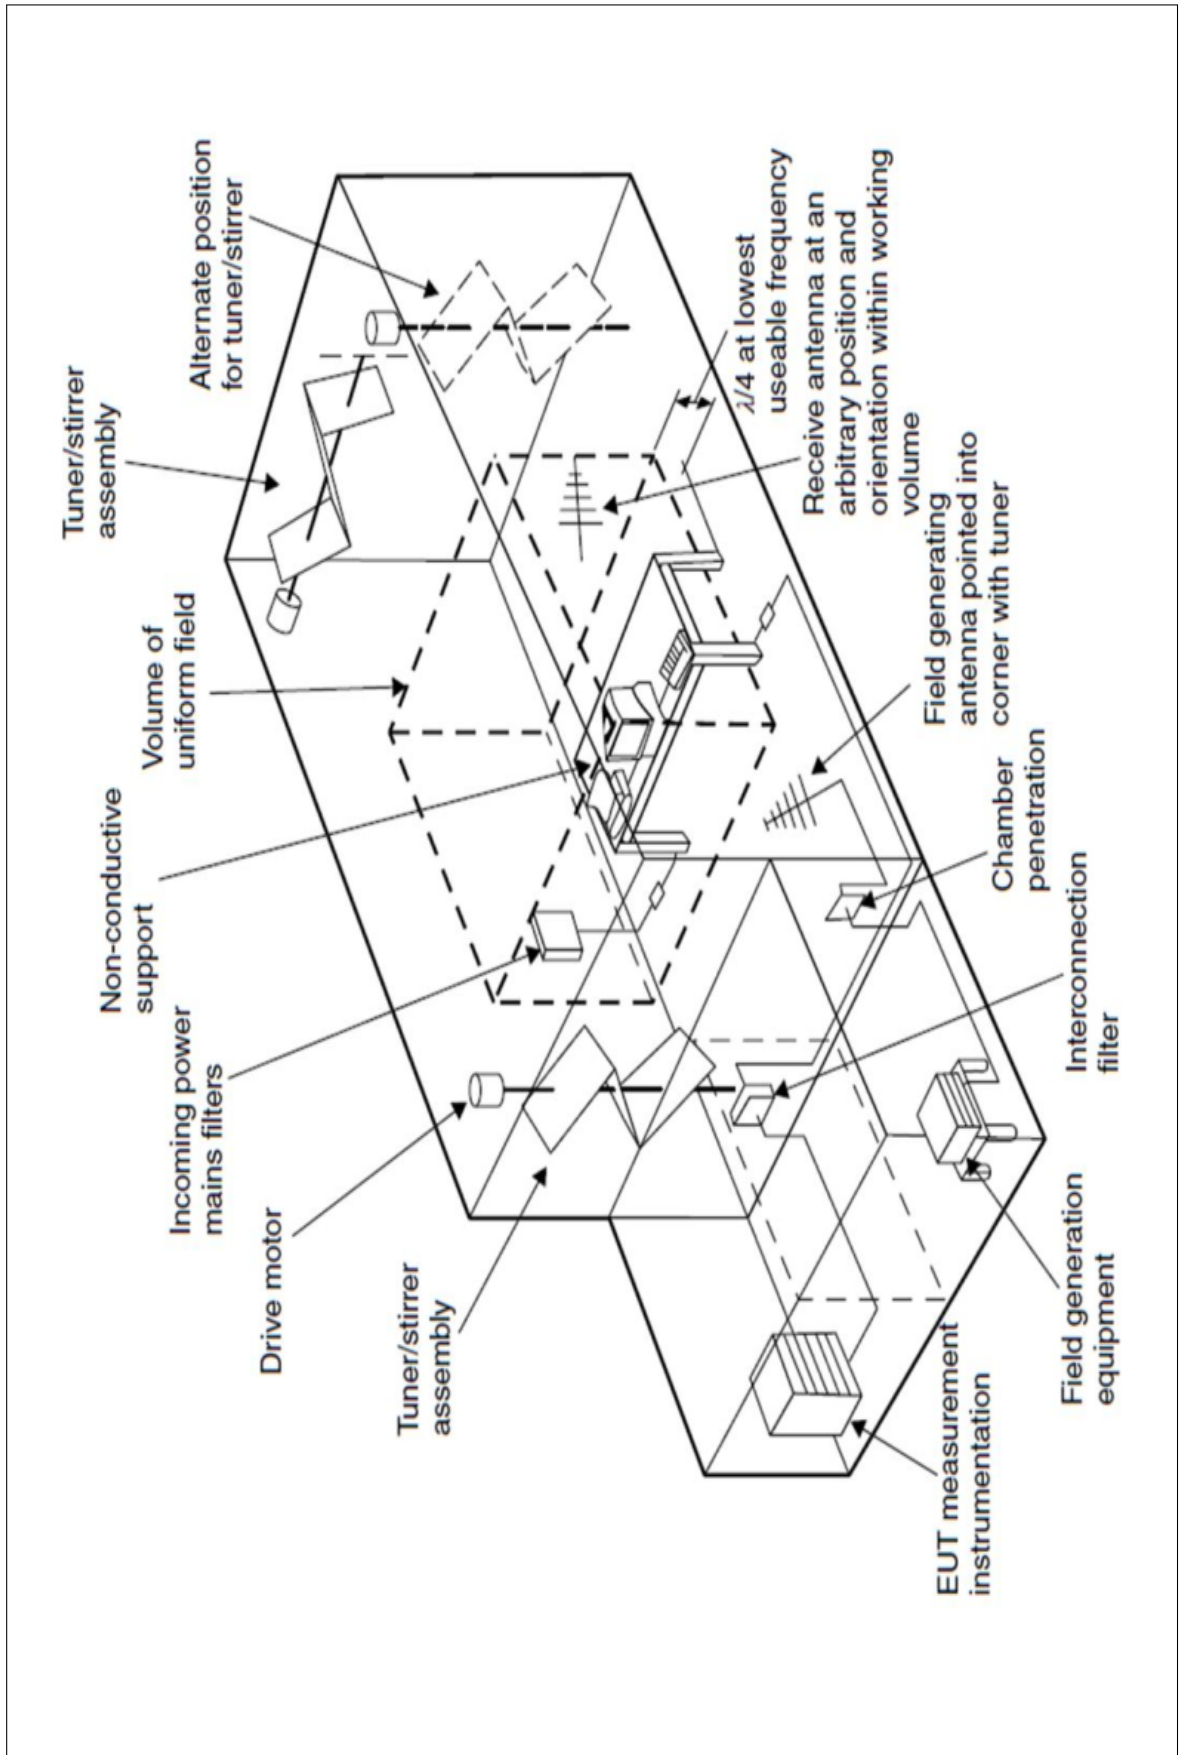 Tuner/stirrer
assembly
Alternate position
for tuner/stirrer
Volume of
uniform field
Non-conductive
support
Incoming power
mains filters
Drive motor
Tuner/stirrer
assembly
λ/4 at lowest
useable frequency
Receive antenna at an
arbitrary position and
orientation within working
volume
Field generating
antenna pointed into
corner with tuner
Chamber
penetration
Interconnection
filter
Field generation
equipment
EUT measurement
instrumentation